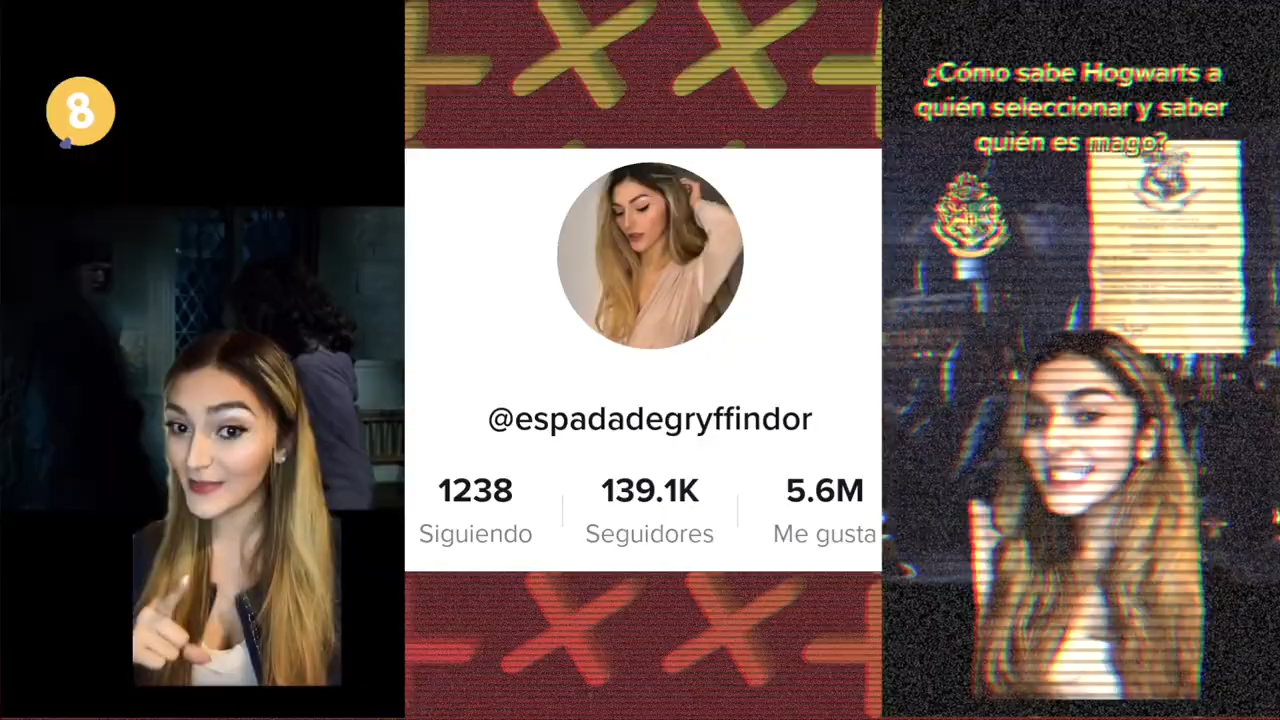 8
@espadadegryffindor
1238
139.1K
5.6M
Siguiendo
Seguidores
Me gusta
¿Cómo sabe Hogwarts a
quién seleccionar y saber
quién es mago?